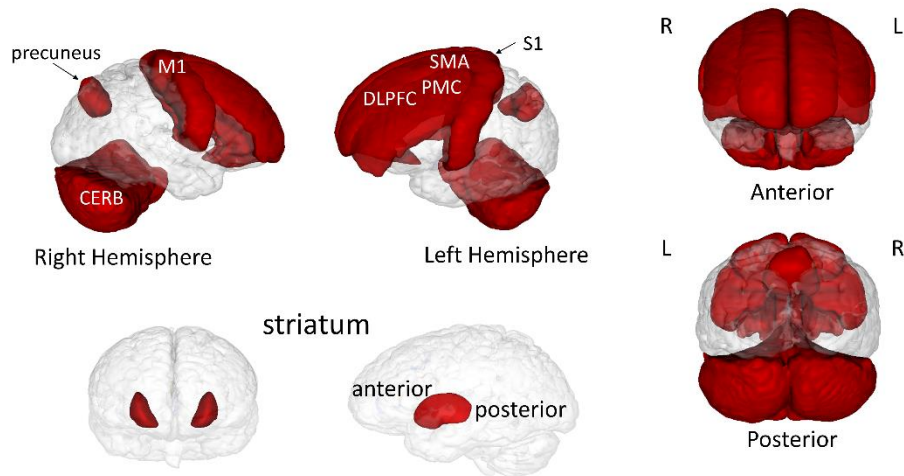 R L
precuneus
M1
S1
SMA
PMC
DLPFC
CERB
Right Hemisphere
Left Hemisphere
Anterior
L R
striatum
anterior
posterior
Posterior